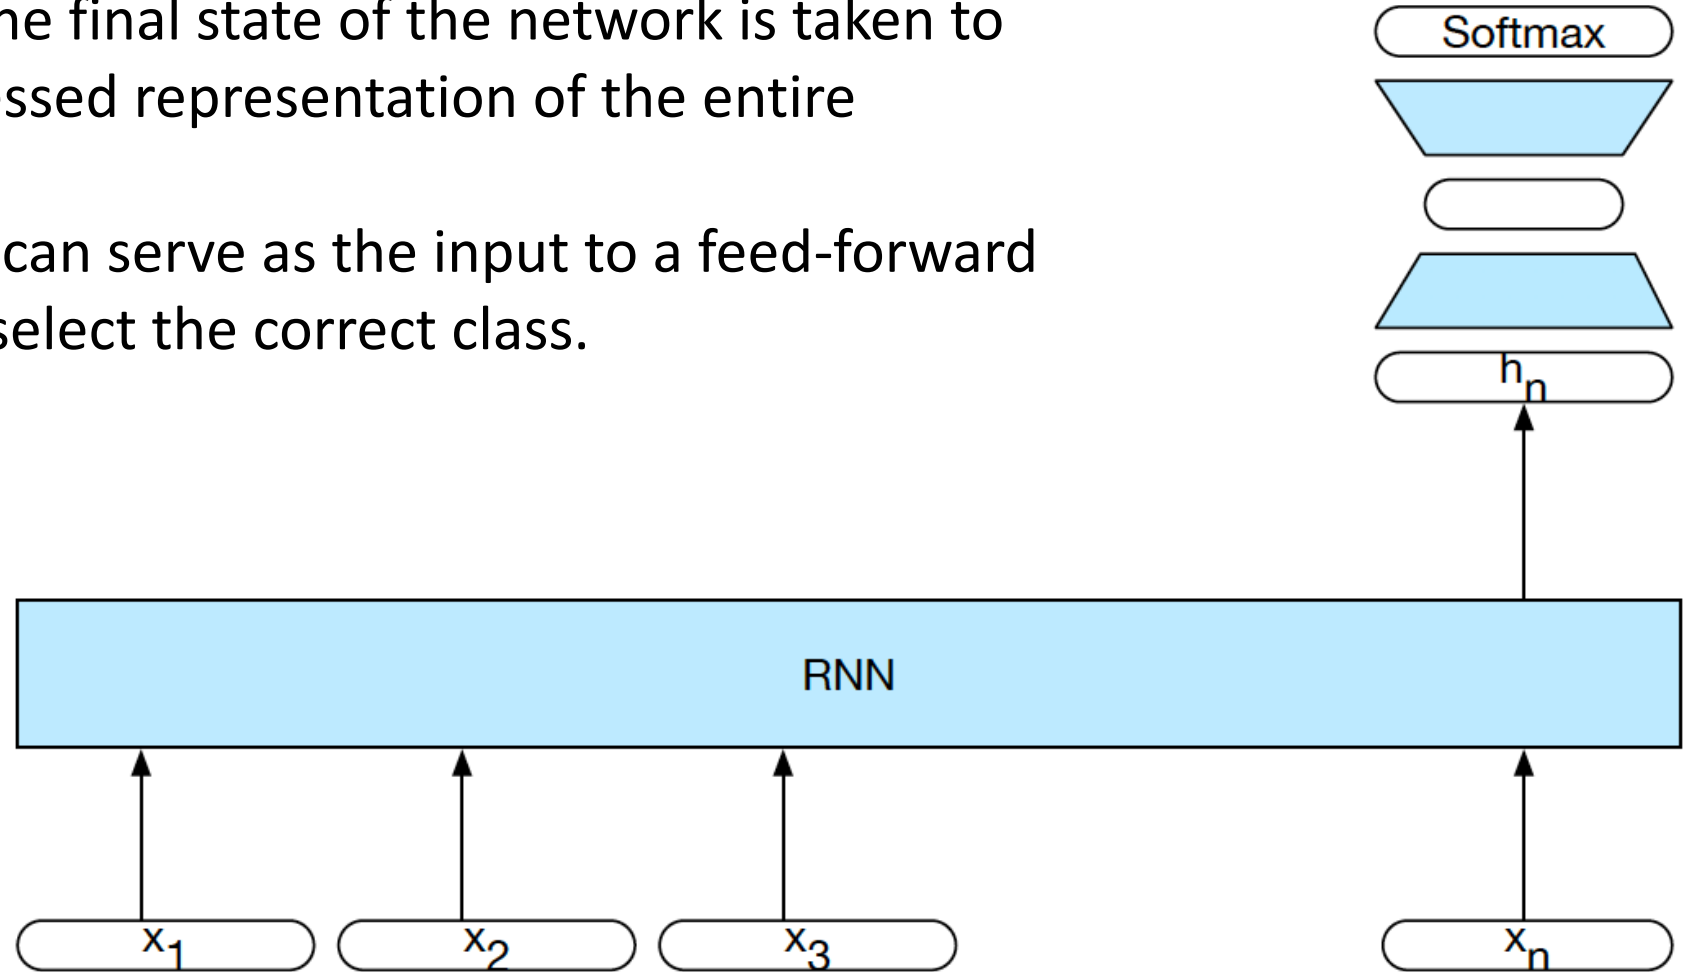 he final state of the network is taken to
ssed representation of the entire
can serve as the input to a feed-forward
select the correct class.
Softmax
hn
RNN
x1 x2 x3 xn